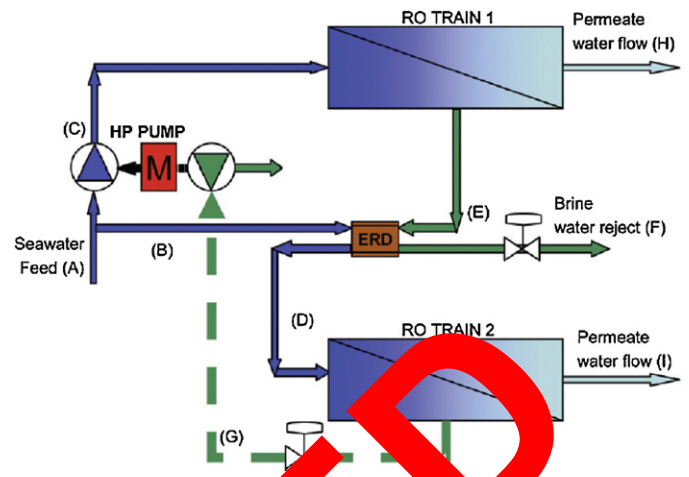 RO TRAIN 1
Permeate
water flow (H)
(C)
HP PUMP
M
(E)
Brine
water reject (F)
Seawater
Feed (A)
(B)
ERD
(D)
RO TRAIN 2
Permeate
water flow (I)
(G)